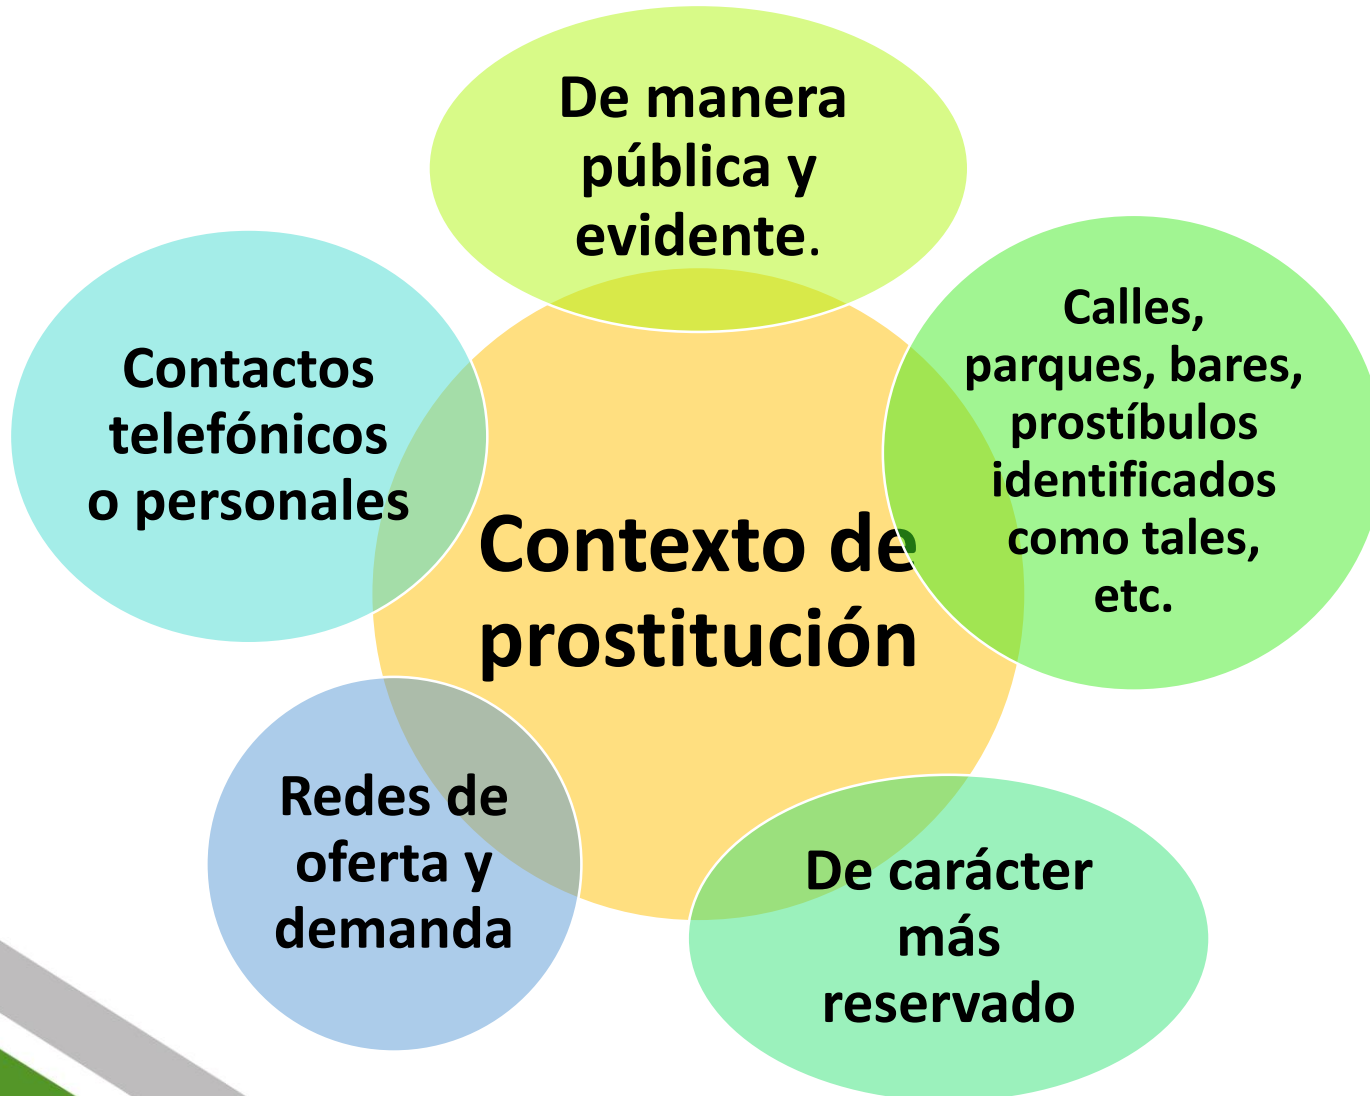 De manera
pública y
evidente.
Calles,
parques, bares,
prostíbulos
identificados
como tales,
etc.
De carácter
más
reservado
Redes de
oferta y
demanda
Contactos
telefónicos
o personales
Contexto de
prostitución